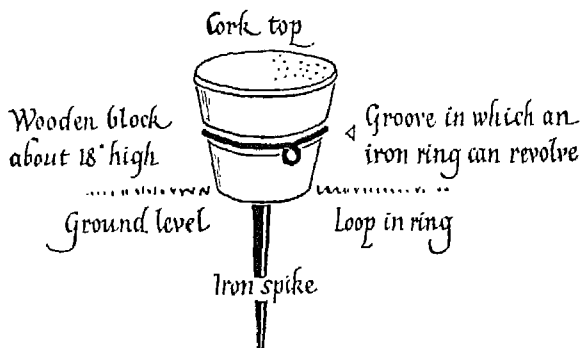 Cork top
Wooden block
about 18" high
Groove in which an
iron ring can revolve
Ground level
Loop in ring
Iron spike